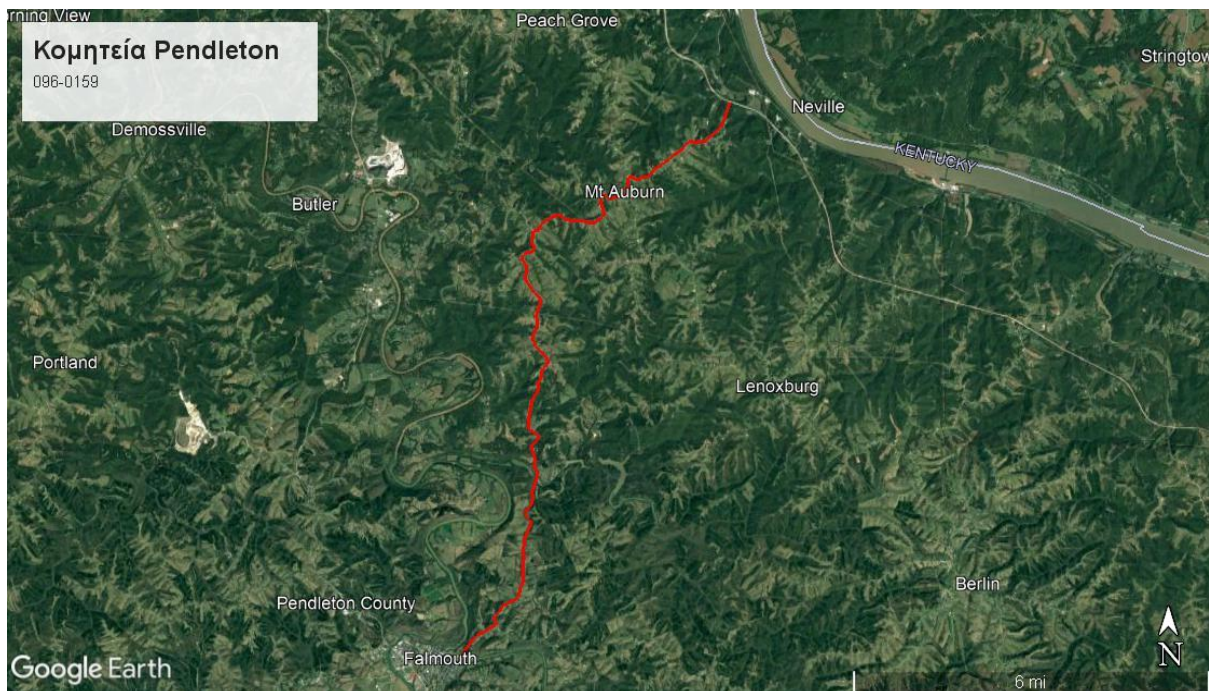 Κομητεία Pendleton
096-0159
Peach Grove
Neville
Demossville
KENTUCKY
Mt Auburn
Butler
Portland
Lenoxburg
Berlin
Pendleton County
Falmouth
N
Google Earth
6 mi